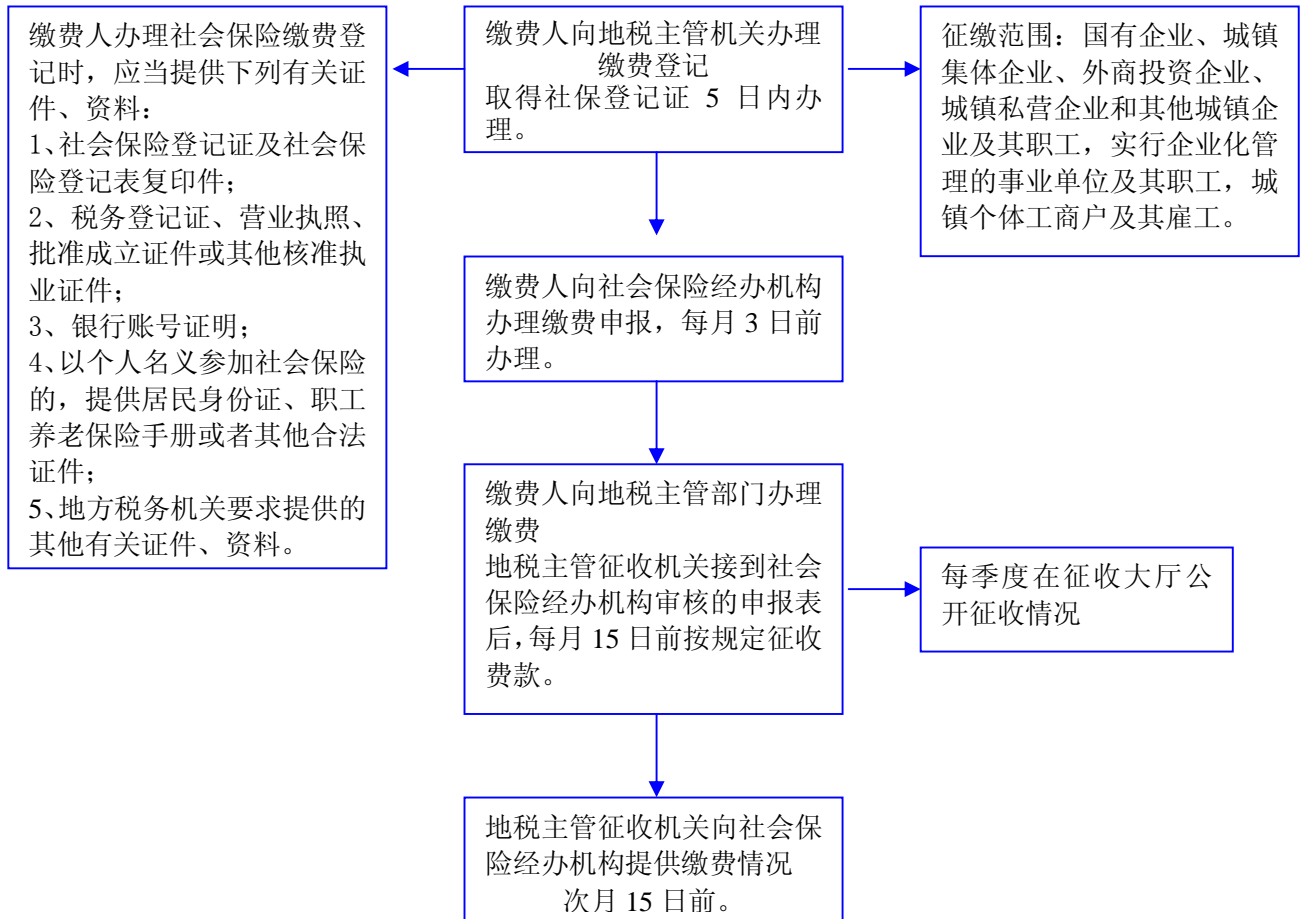 缴费人办理社会保险缴费登
记时，应当提供下列有关证
件、资料：
1、社会保险登记证及社会保
险登记表复印件；
2、税务登记证、营业执照、
批准成立证件或其他核准执
业证件；
3、银行账号证明；
4、以个人名义参加社会保险
的，提供居民身份证、职工
养老保险手册或者其他合法
证件；
5、地方税务机关要求提供的
其他有关证件、资料。
缴费人向地税主管机关办理
缴费登记
取得社保登记证 5 日内办
理。
征缴范围：国有企业、城镇
集体企业、外商投资企业、
城镇私营企业和其他城镇企
业及其职工，实行企业化管
理的事业单位及其职工，城
镇个体工商户及其雇工。
缴费人向社会保险经办机构
办理缴费申报，每月 3 日前
办理。
缴费人向地税主管部门办理
缴费
地税主管征收机关接到社会
保险经办机构审核的申报表
后，每月 15 日前按规定征收
费款。
每季度在征收大厅公
开征收情况
地税主管征收机关向社会保
险经办机构提供缴费情况
次月 15 日前。